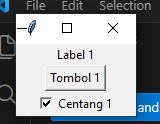 File Edit Selection
Label 1
Tombol 1
Centang 1
and